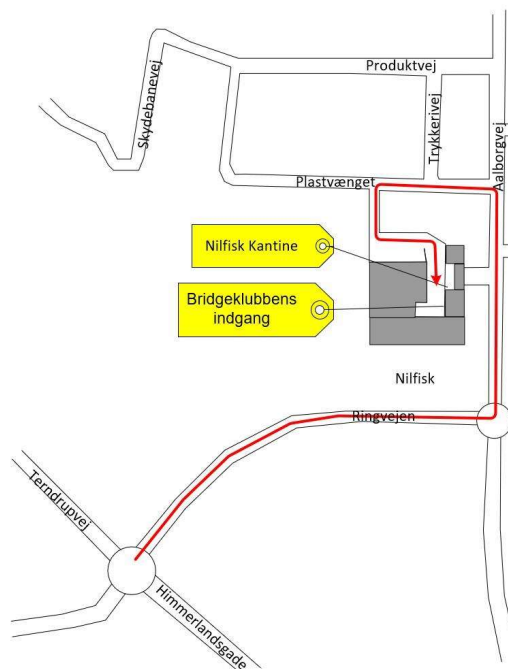 Produktvej
Skydebanevej
Trykkerivej
Aalborgvej
Plastvænget
Nilfisk Kantine
Bridgeklubbens
indgang
Nilfisk
Ringvejen
Terndrupvej
Himmerlandsgade